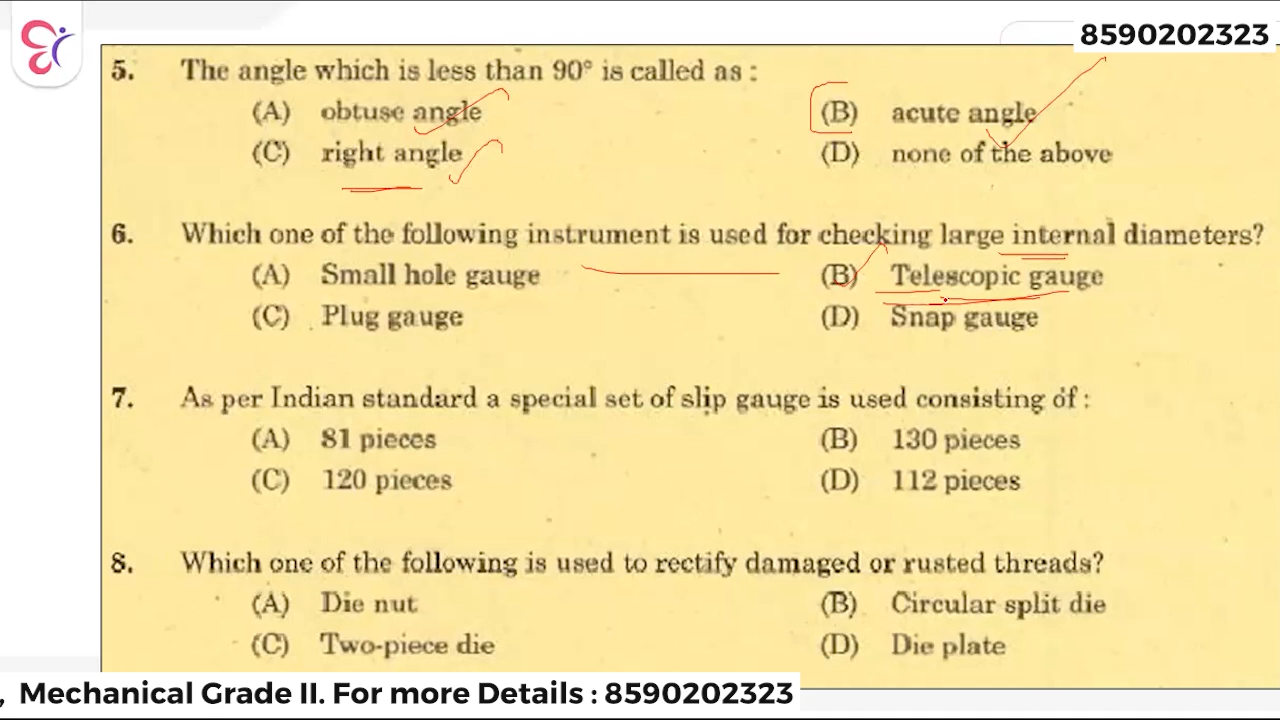 8590202323
5. The angle which is less than 90° is called as :
(A) obtuse angle (B) acute angle
(C) right angle (D) none of the above
6. Which one of the following instrument is used for checking large internal diameters?
(A) Small hole gauge (B) Telescopic gauge
(C) Plug gauge (D) Snap gauge
7. As per Indian standard a special set of slip gauge is used consisting of :
(A) 81 pieces (B) 130 pieces
(C) 120 pieces (D) 112 pieces
8. Which one of the following is used to rectify damaged or rusted threads?
(A) Die nut (B) Circular split die
(C) Two-piece die (D) Die plate
, Mechanical Grade II. For more Details : 8590202323